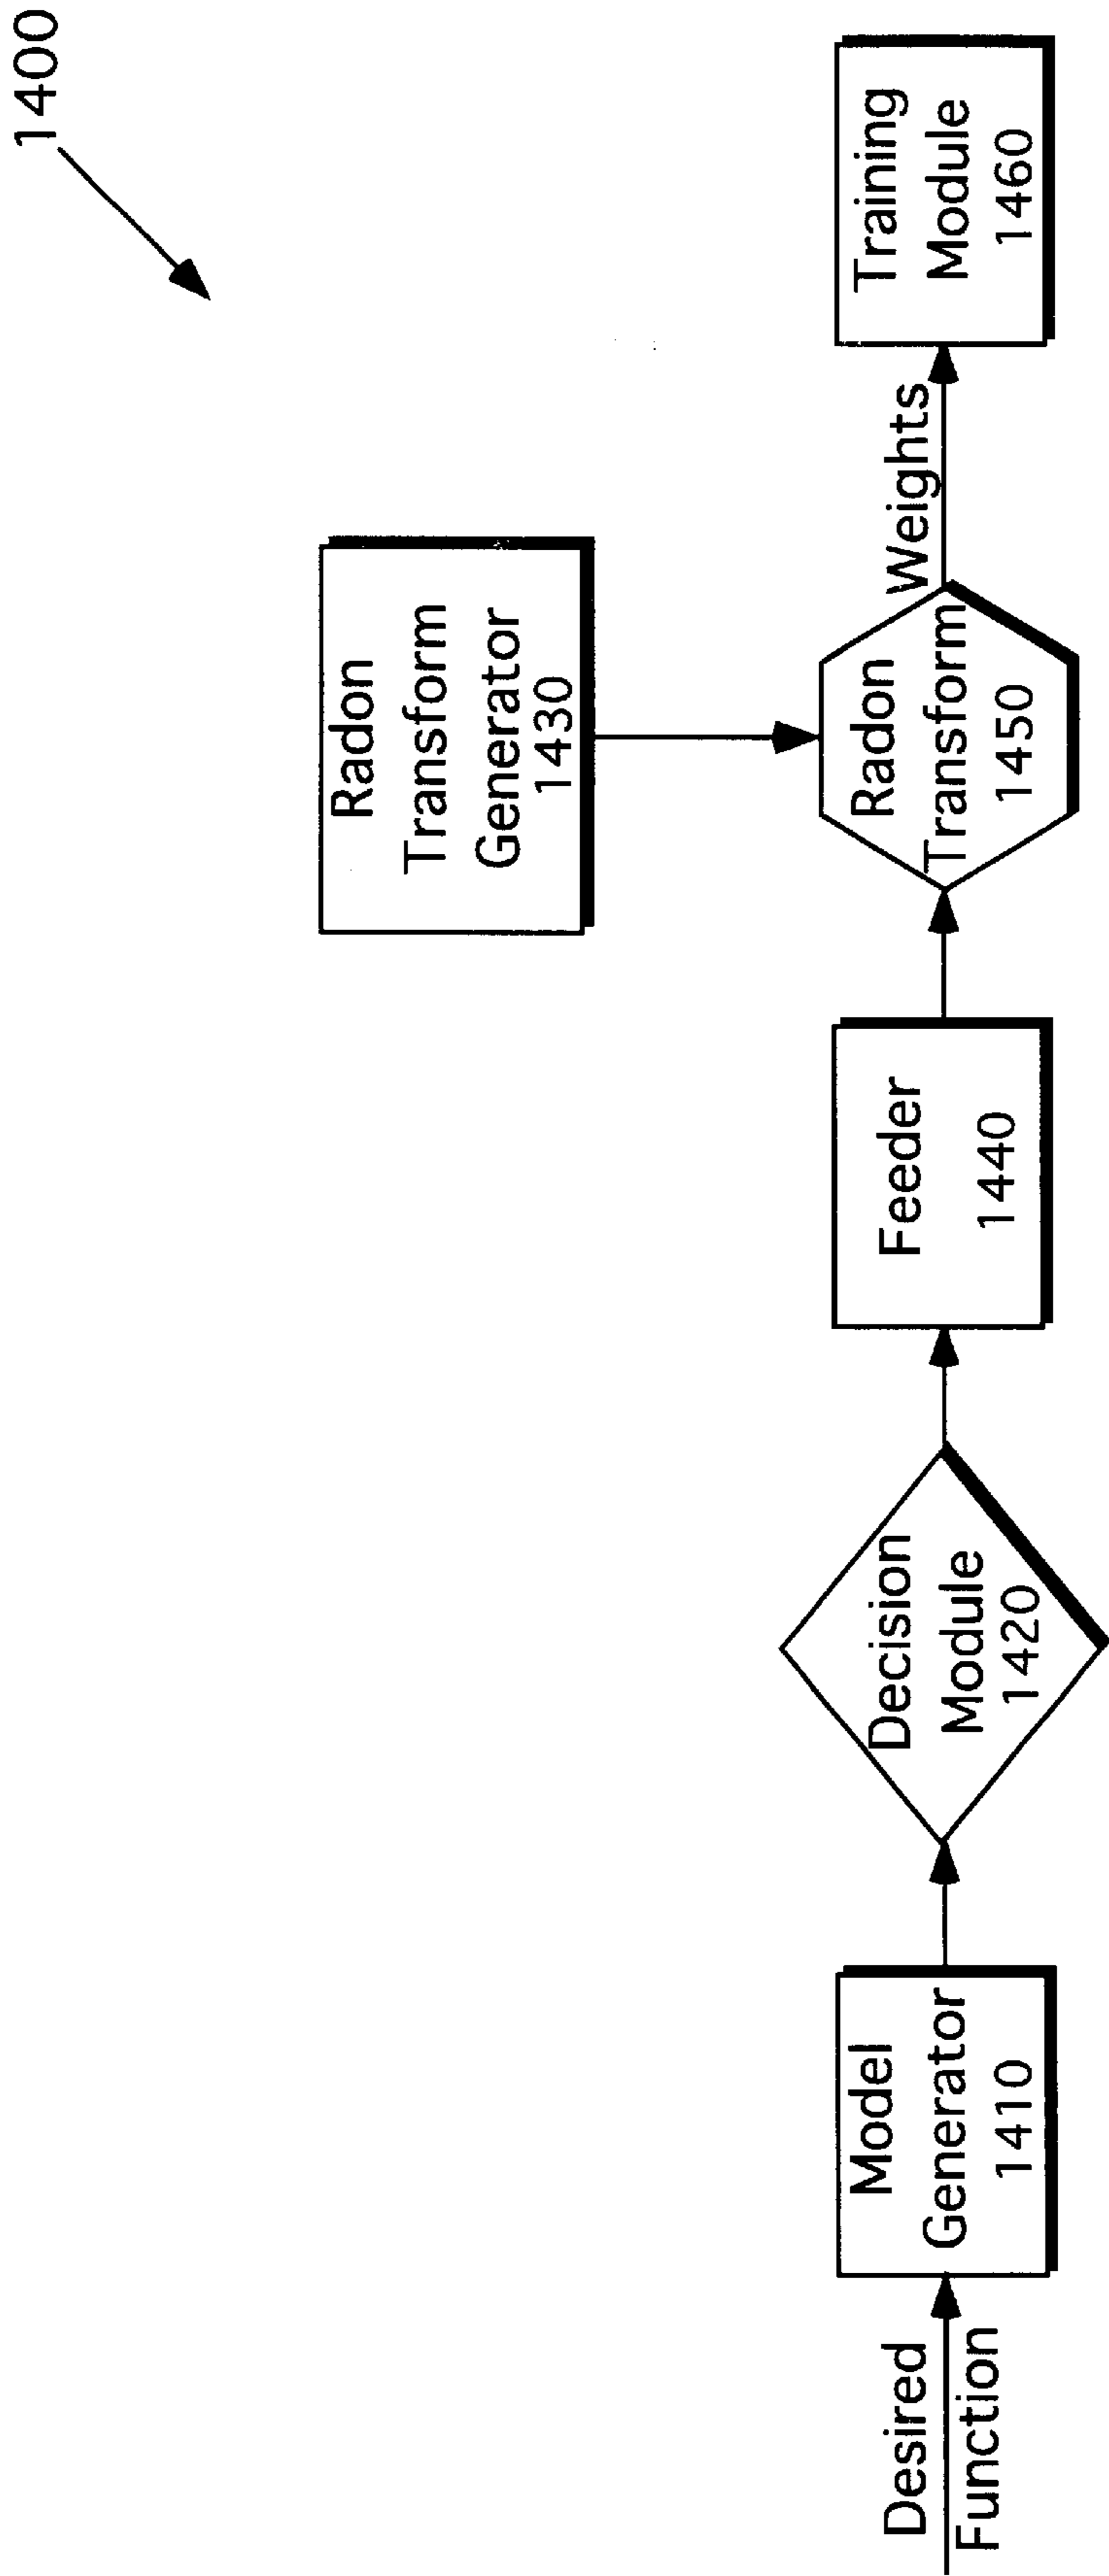 1400
Radon
Transform
Generator
1430
Desired
Function
Model
Generator
1410
Decision
Module
1420
Feeder
1440
Radon
Transform
1450
Weights
Training
Module
1460